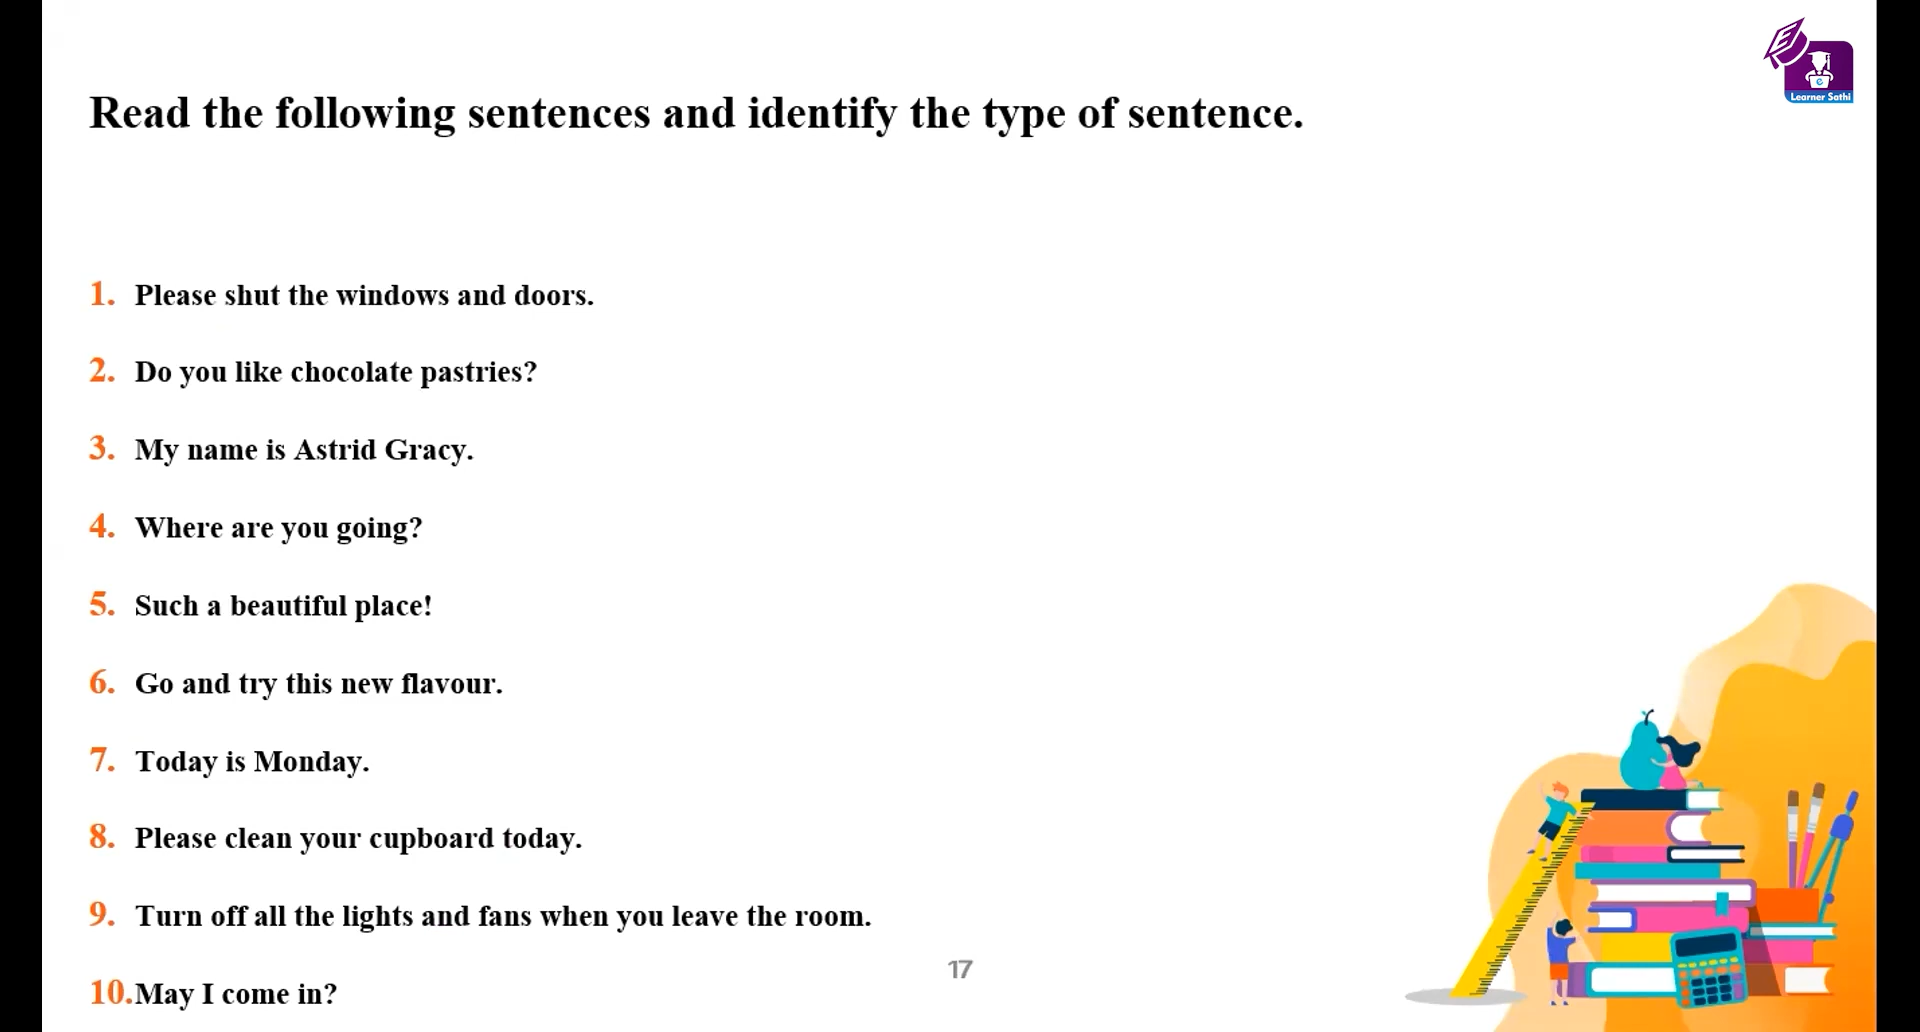 Learner Sathi
Read the following sentences and identify the type of sentence.
1. Please shut the windows and doors.
2. Do you like chocolate pastries?
3. My name is Astrid Gracy.
4. Where are you going?
5. Such a beautiful place!
6. Go and try this new flavour.
7. Today is Monday.
8. Please clean your cupboard today.
9. Turn off all the lights and fans when you leave the room.
17
10. May I come in?